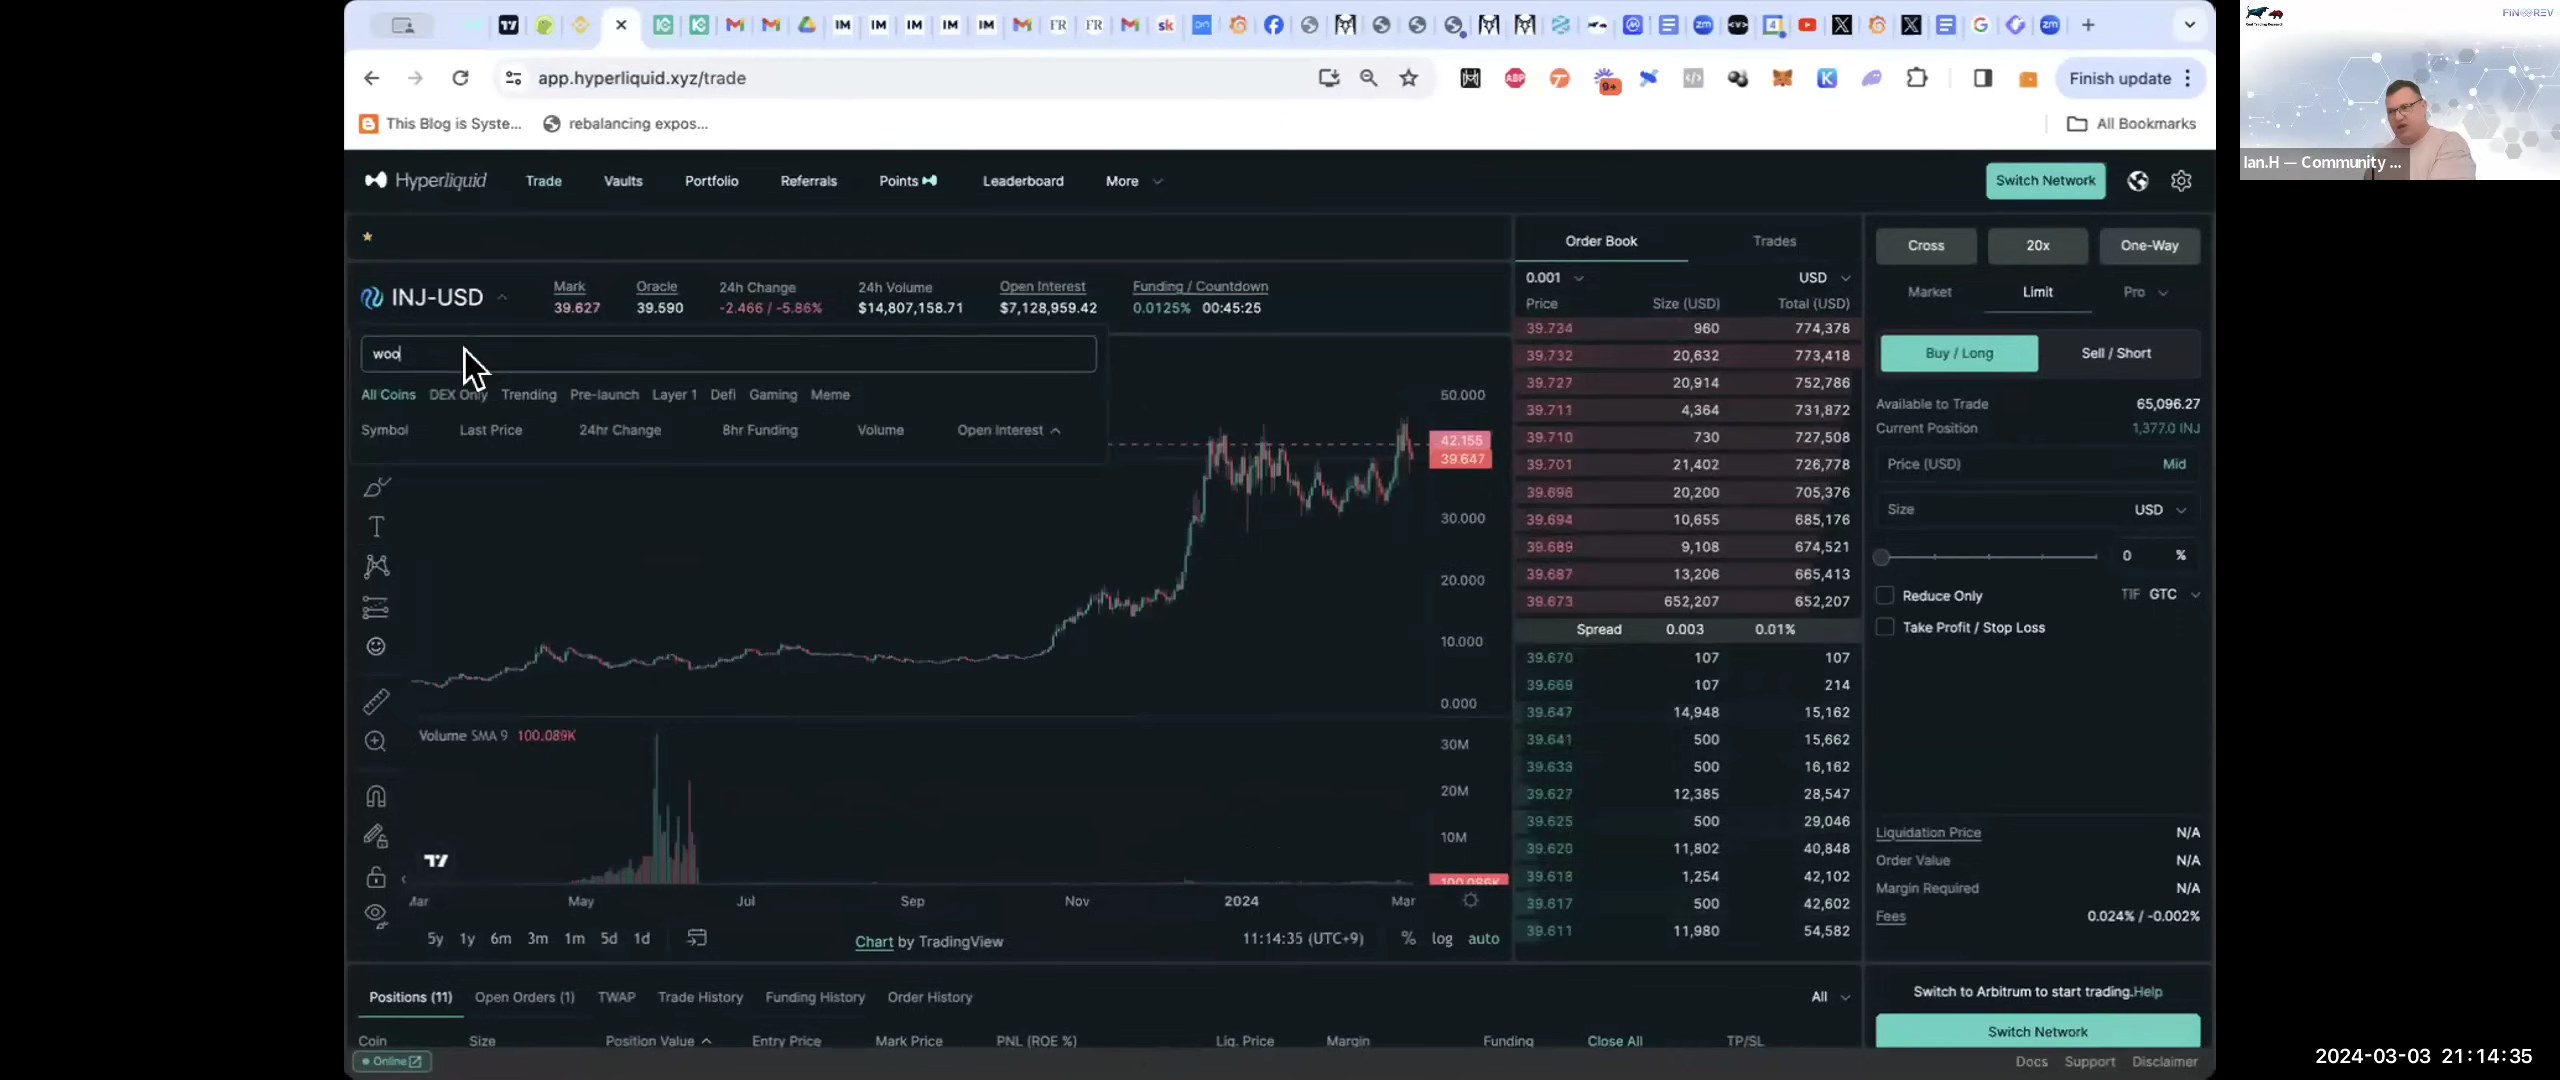 app.hyperliquid.xyz/trade
Finish update
This Blog is Syste...
rebalancing expos...
All Bookmarks
Hyperliquid Trade Vaults Portfolio Referrals Points Leaderboard More Switch Network
INJ-USD
Mark Oracle 24h Change 24h Volume Open Interest Funding / Countdown
39.627 39.590 -2.466 / -5.86% $14,807,158.71 $7,128,959.42 0.0125% 00:45:25
woo
All Coins DEX Only Trending Pre-launch Layer 1 Defi Gaming Meme
Symbol Last Price 24hr Change 8hr Funding Volume Open Interest
50.000
42.155
39.647
30.000
20.000
10.000
0.000
Volume SMA 9 100.089K
30M
20M
10M
100.089K
Mar May Jul Sep Nov 2024 Mar
5y 1y 6m 3m 1m 5d 1d
Chart by TradingView
11:14:35 (UTC+9) % log auto
Order Book Trades
0.001 USD
Price Size (USD) Total (USD)
39.734 960 774,378
39.732 20,632 773,418
39.727 20,914 752,786
39.711 4,364 731,872
39.710 730 727,508
39.701 21,402 726,778
39.698 20,200 705,376
39.694 10,655 685,176
39.689 9,108 674,521
39.687 13,206 665,413
39.673 652,207 652,207
Spread 0.003 0.01%
39.670 107 107
39.669 107 214
39.647 14,948 15,162
39.641 500 15,662
39.633 500 16,162
39.627 12,385 28,547
39.625 500 29,046
39.620 11,802 40,848
39.618 1,254 42,102
39.617 500 42,602
39.611 11,980 54,582
Cross 20x One-Way
Market Limit Pro
Buy / Long Sell / Short
Available to Trade 65,096.27
Current Position 1,377.0 INJ
Price (USD) Mid
Size USD
0 %
Reduce Only TIF GTC
Take Profit / Stop Loss
Liquidation Price N/A
Order Value N/A
Margin Required N/A
Fees 0.024% / -0.002%
Positions (11) Open Orders (1) TWAP Trade History Funding History Order History All
Coin Size Position Value Entry Price Mark Price PNL (ROE %) Liq. Price Margin Funding Close All TP/SL
Switch to Arbitrum to start trading.Help
Switch Network
Online
Docs Support Disclaimer
FINOREV
Ian.H — Community ...
2024-03-03 21:14:35